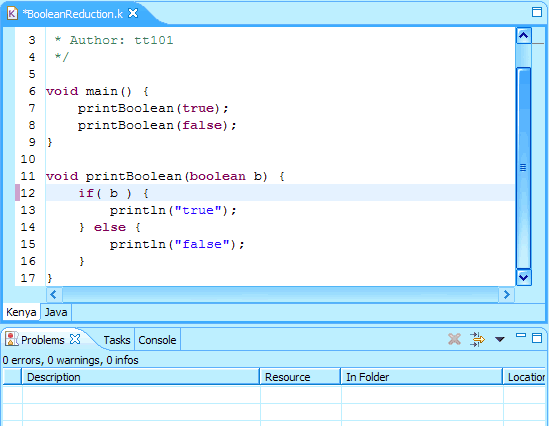 *BooleanReduction.k
3 * Author: tt101
4 */
5
6 void main() {
7 printBoolean(true);
8 printBoolean(false);
9 }
10
11 void printBoolean(boolean b) {
12 if( b ) {
13 println("true");
14 } else {
15 println("false");
16 }
17 }
Kenya Java
Problems Tasks Console
0 errors, 0 warnings, 0 infos
Description Resource In Folder Location